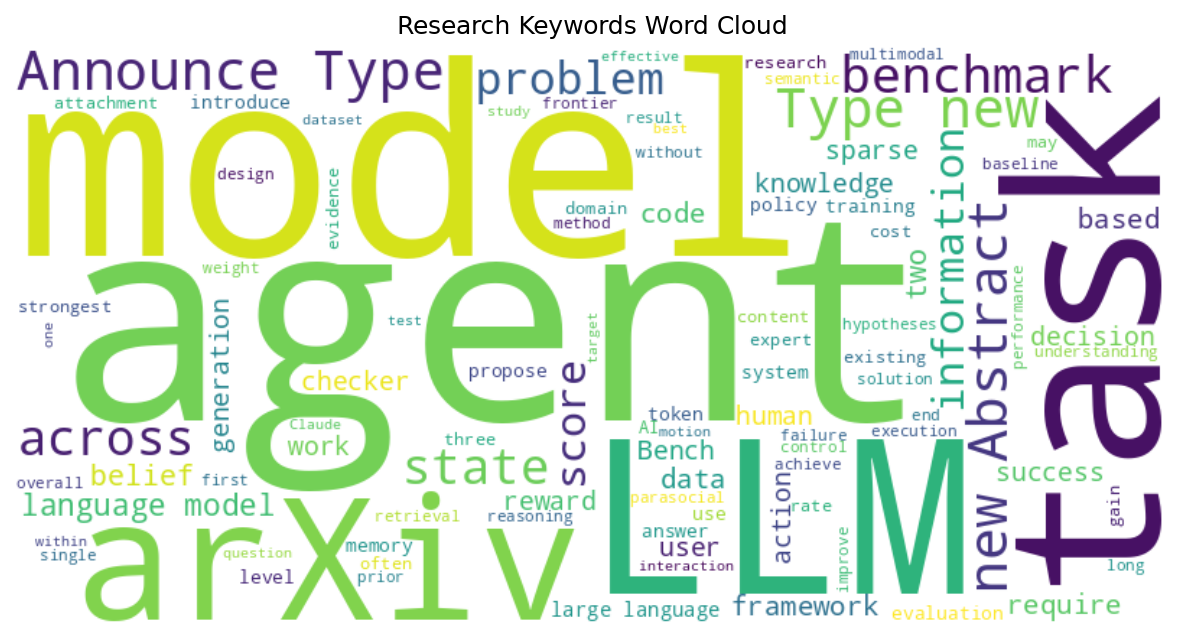 Research Keywords Word Cloud
Announce Type
model
problem
effective
research
multimodal
semantic
benchmark
attachment
introduce
dataset
study
frontier
result
best
Type new
without
design
evidence
domain
method
code
sparse
knowledge
policy
training
cost
information
may
baseline
task
based
new Abstract
agent
weight
two
strongest
one
generation
test
target
content
expert
system
hypotheses
existing
solution
performance
decision
understanding
checker
propose
score
Claude
work
across
three
state
token
human
AI
motion
Bench
failure
control
end
execution
achieve
overall
belief
first
data
success
language model
reward
parasocial
use
action
rate
LLM
gain
arXiv
retrieval
reasoning
answer
user
interaction
within
single
question
memory
often
prior
level
improve
long
large language
framework
evaluation
require